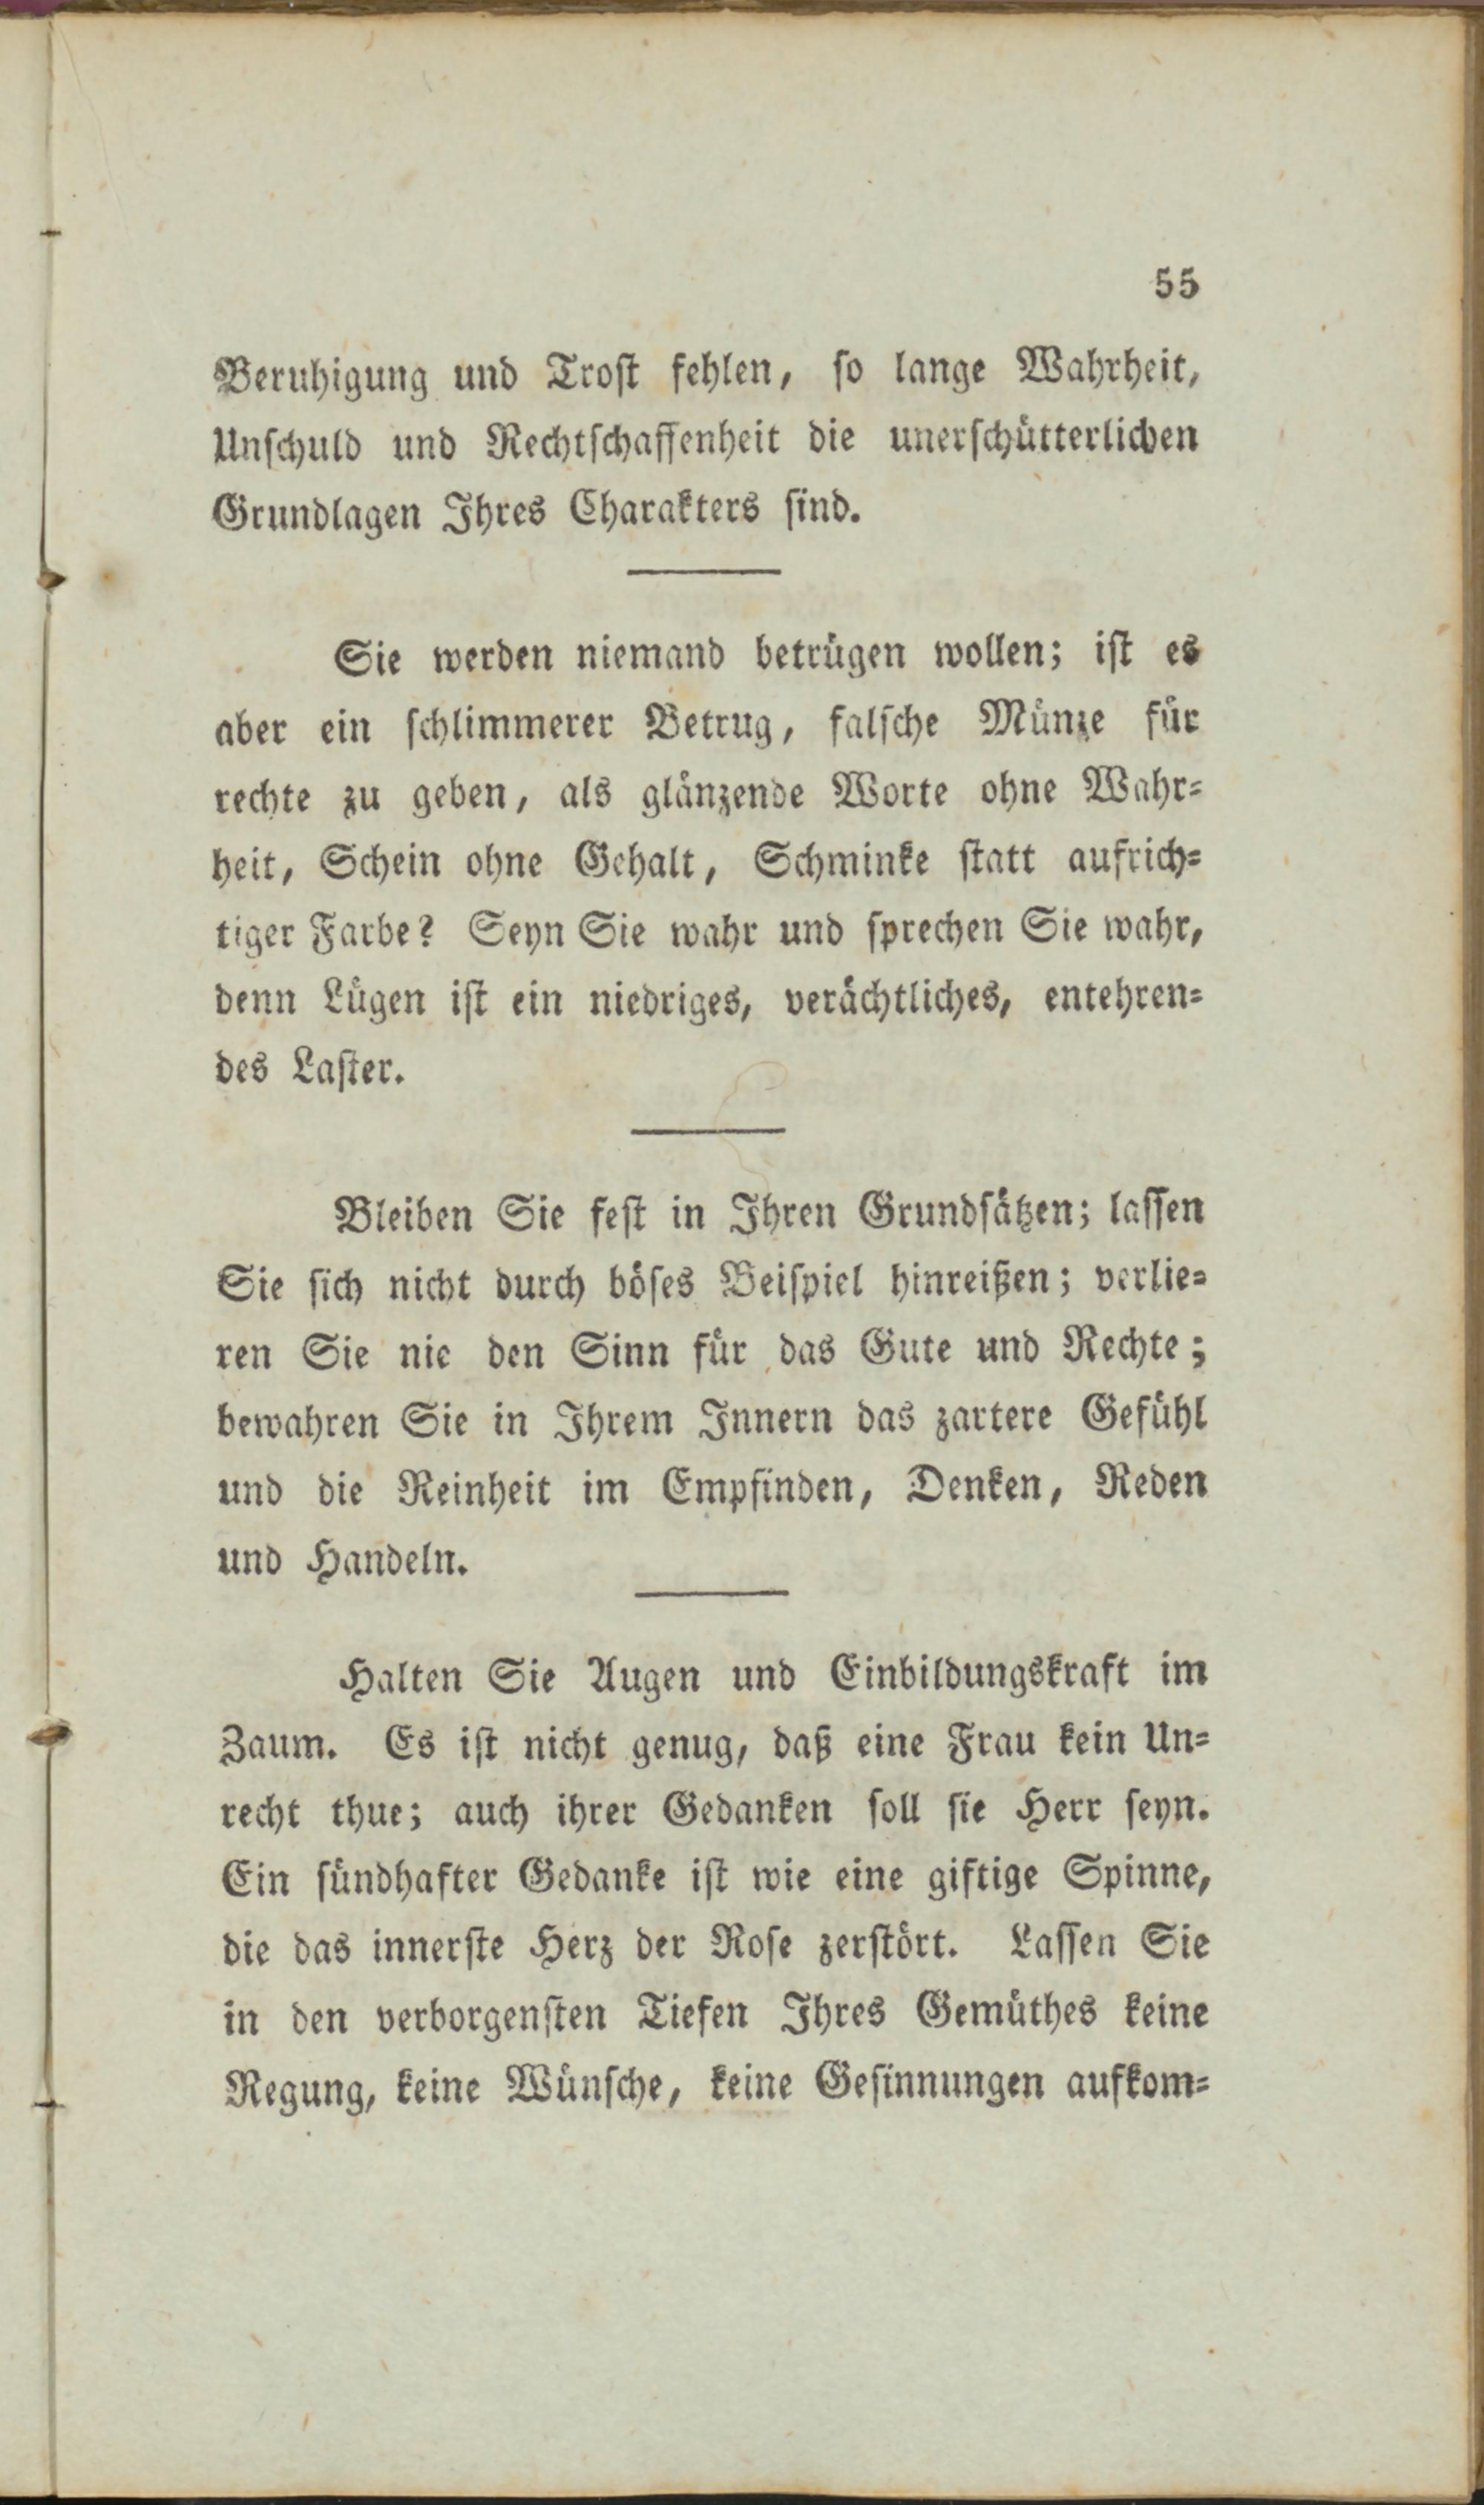 55
Beruhigung und Troſt fehlen, ſo lange Wahrheit,
Unſchuld und Rechtſchaffenheit die unerſchütterlichen
Grundlagen Ihres Charakters ſind.
Sie werden niemand betrügen wollen; iſt es
aber ein ſchlimmerer Betrug, falſche Münze für
rechte zu geben, als glänzende Worte ohne Wahr⸗
heit, Schein ohne Gehalt, Schminke ſtatt aufrich⸗
tiger Farbe? Seyn Sie wahr und ſprechen Sie wahr,
denn Lügen iſt ein niedriges, verächtliches, entehren⸗
des Laſter.
Bleiben Sie feſt in Ihren Grundſätzen; laſſen
Sie ſich nicht durch böſes Beiſpiel hinreißen; verlie⸗
ren Sie nie den Sinn für das Gute und Rechte;
bewahren Sie in Ihrem Innern das zartere Gefühl
und die Reinheit im Empfinden, Denken, Reden
und Handeln.
Halten Sie Augen und Einbildungskraft im
Zaum. Es iſt nicht genug, daß eine Frau kein Un⸗
recht thue; auch ihrer Gedanken ſoll ſie Herr ſeyn.
Ein ſündhafter Gedanke iſt wie eine giftige Spinne,
die das innerſte Herz der Roſe zerſtört. Laſſen Sie
in den verborgenſten Tiefen Ihres Gemüthes keine
Regung, keine Wünſche, keine Geſinnungen aufkom⸗